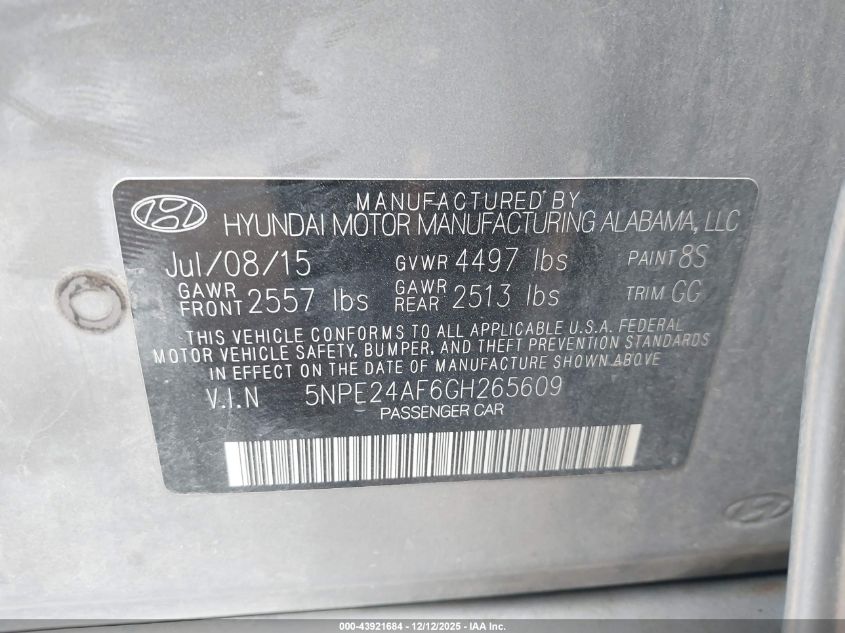 MANUFACTURED BY
HYUNDAI MOTOR MANUFACTURING ALABAMA, LLC
Jul/08/15 GVWR 4497 lbs PAINT 8S
GAWR FRONT 2557 lbs GAWR REAR 2513 lbs TRIM GG
THIS VEHICLE CONFORMS TO ALL APPLICABLE U.S.A. FEDERAL
MOTOR VEHICLE SAFETY, BUMPER, AND THEFT PREVENTION STANDARDS
IN EFFECT ON THE DATE OF MANUFACTURE SHOWN ABOVE.
V.I.N 5NPE24AF6GH265609
PASSENGER CAR
000-43921684 - 12/12/2025 - IAA Inc.